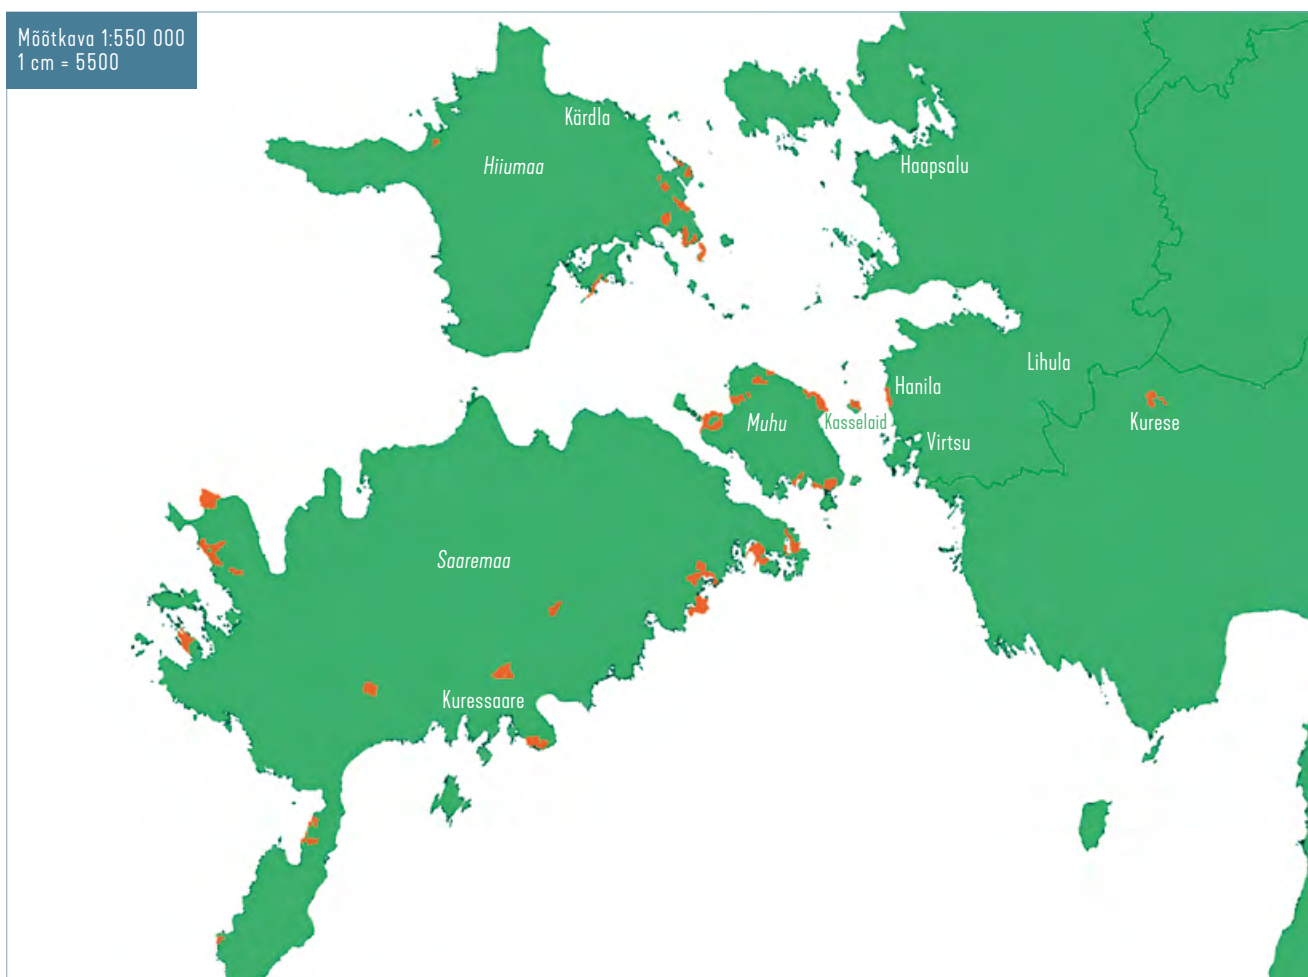 Mõõtkava 1:550 000
1 cm = 5500
Kärdla
Hiiumaa
Haapsalu
Lihula
Hanila
Kasselaid
Muhu
Kurese
Virtsu
Saaremaa
Kuressaare